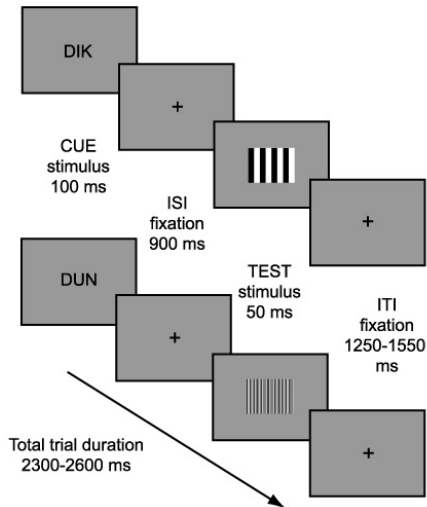 DIK
+
CUE
stimulus
100 ms
ISI
fixation
900 ms
+
DUN
+
TEST
stimulus
50 ms
ITI
fixation
1250-1550
ms
+
Total trial duration
2300-2600 ms